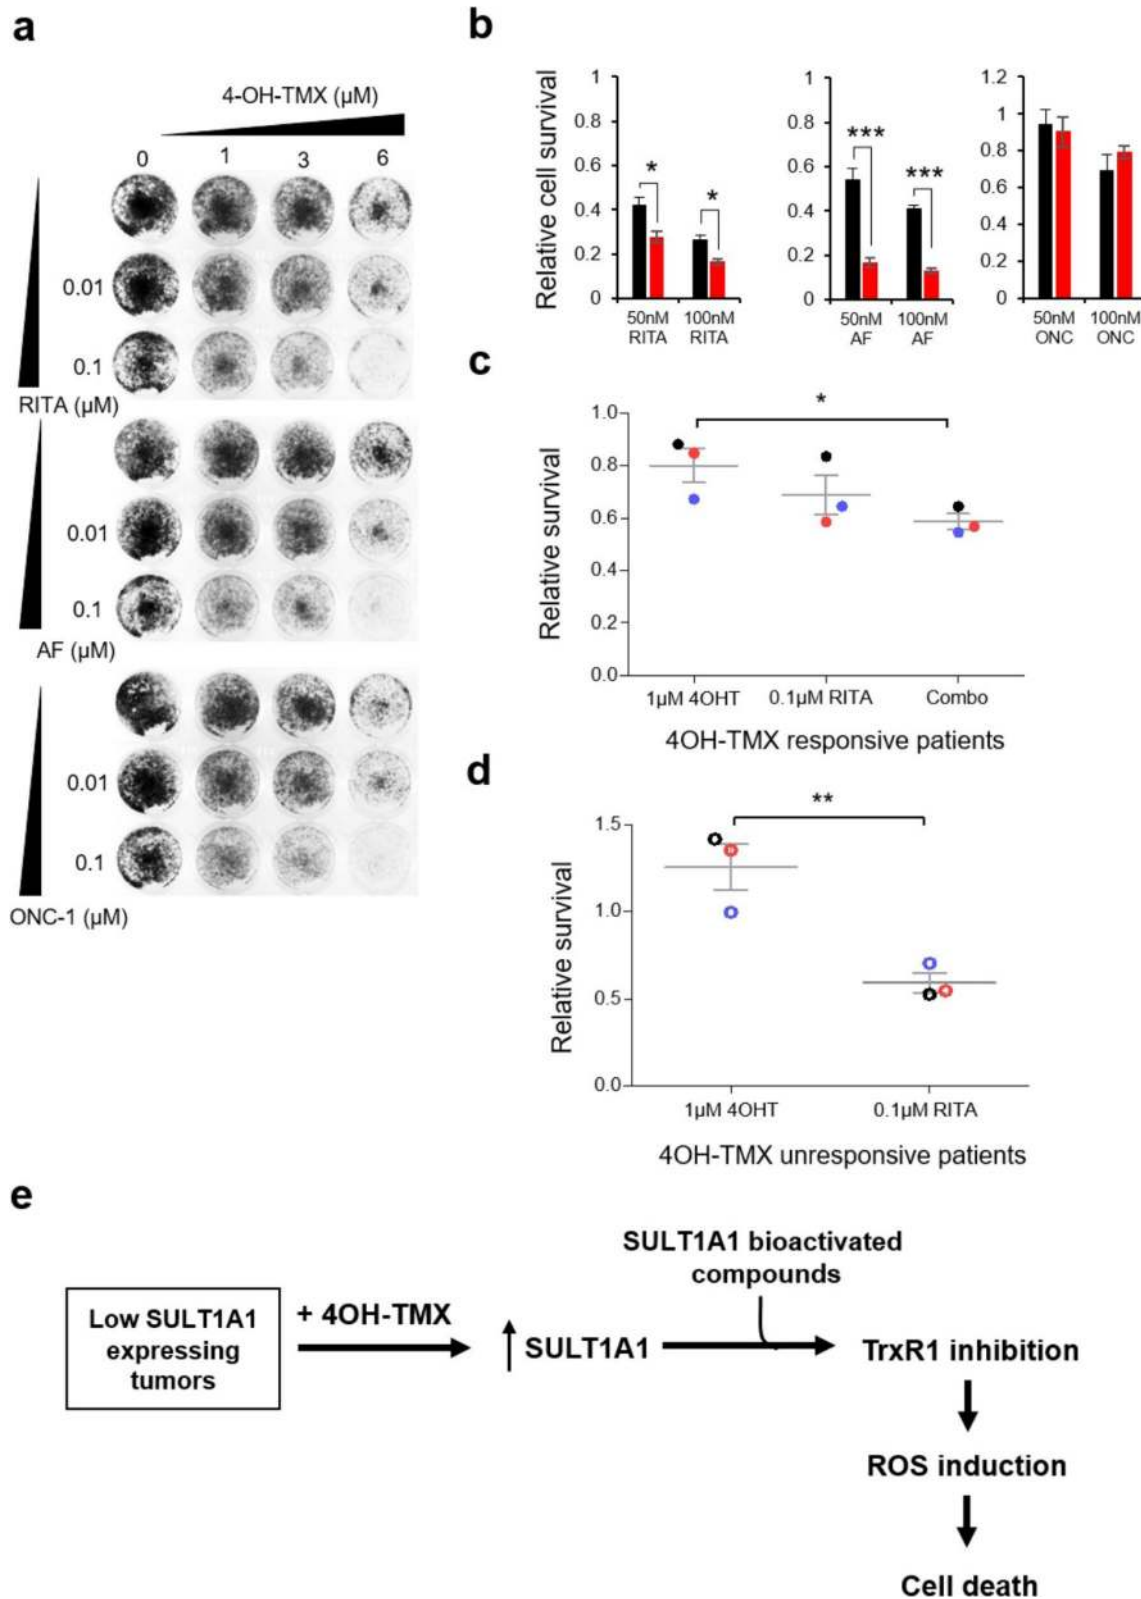 a
4-OH-TMX (µM)
0 1 3 6
0.01
0.1
RITA (µM)
0.01
0.1
AF (µM)
0.01
0.1
ONC-1 (µM)
b
Relative cell survival
1
0.8
0.6
0.4
0.2
0
*
*
50nM 100nM
RITA RITA
1
0.8
0.6
0.4
0.2
0
***
***
50nM 100nM
AF AF
1.2
1
0.8
0.6
0.4
0.2
0
50nM 100nM
ONC ONC
c
Relative survival
1.0
0.8
0.6
0.4
0.2
0.0
*
1µM 4OHT 0.1µM RITA Combo
4OH-TMX responsive patients
d
Relative survival
1.5
1.0
0.5
0.0
**
1µM 4OHT 0.1µM RITA
4OH-TMX unresponsive patients
e
Low SULT1A1
expressing
tumors
+ 4OH-TMX
SULT1A1
SULT1A1 bioactivated
compounds
TrxR1 inhibition
ROS induction
Cell death